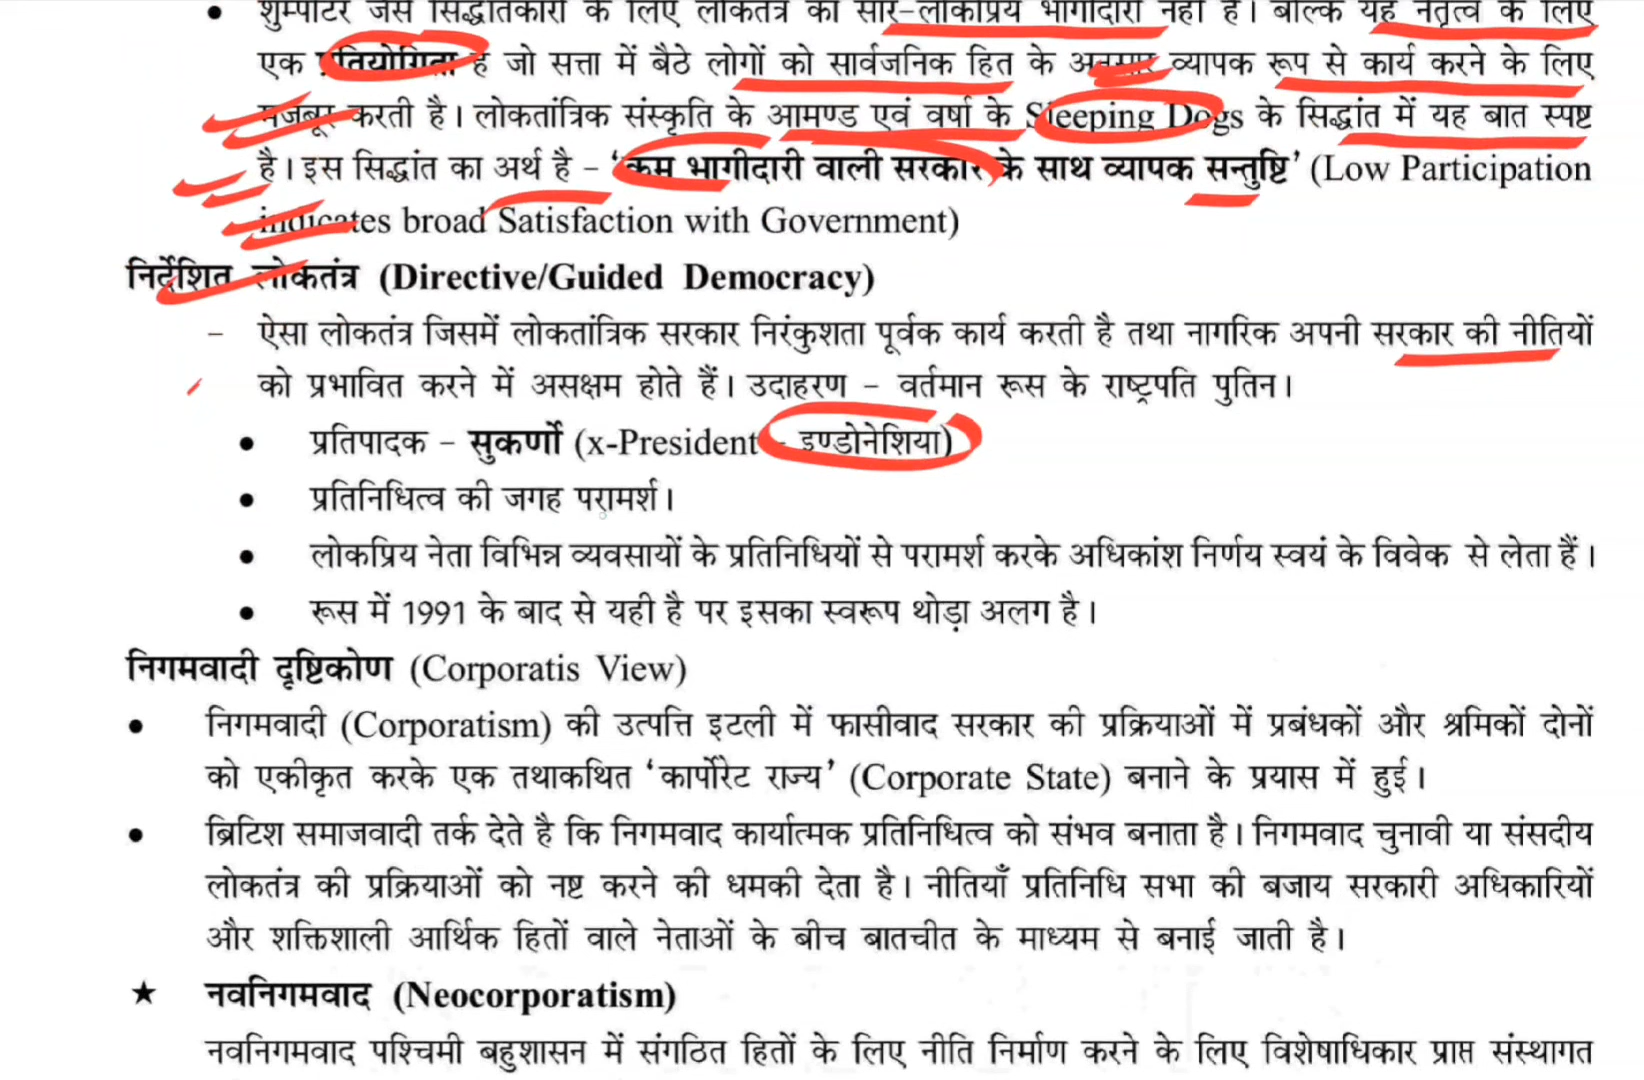 शुम्पीटर जैसे सिद्धांतकारों के लिए लोकतंत्र का सार-लोकप्रिय भागीदारी नहीं है। बल्कि यह नेतृत्व के लिए
एक प्रतियोगिता है जो सत्ता में बैठे लोगों को सार्वजनिक हित के अनुसार व्यापक रूप से कार्य करने के लिए
मजबूर करती है। लोकतांत्रिक संस्कृति के आमण्ड एवं वर्षा के Sleeping Dogs के सिद्धांत में यह बात स्पष्ट
है। इस सिद्धांत का अर्थ है – ‘कम भागीदारी वाली सरकार के साथ व्यापक सन्तुष्टि’ (Low Participation
indicates broad Satisfaction with Government)
निर्देशित लोकतंत्र (Directive/Guided Democracy)
– ऐसा लोकतंत्र जिसमें लोकतांत्रिक सरकार निरंकुशता पूर्वक कार्य करती है तथा नागरिक अपनी सरकार की नीतियों
को प्रभावित करने में असक्षम होते हैं। उदाहरण – वर्तमान रूस के राष्ट्रपति पुतिन।
• प्रतिपादक – सुकर्णो (x-President - इण्डोनेशिया)
• प्रतिनिधित्व की जगह परामर्श।
• लोकप्रिय नेता विभिन्न व्यवसायों के प्रतिनिधियों से परामर्श करके अधिकांश निर्णय स्वयं के विवेक से लेता हैं।
• रूस में 1991 के बाद से यही है पर इसका स्वरूप थोड़ा अलग है।
निगमवादी दृष्टिकोण (Corporatis View)
• निगमवादी (Corporatism) की उत्पत्ति इटली में फासीवाद सरकार की प्रक्रियाओं में प्रबंधकों और श्रमिकों दोनों
को एकीकृत करके एक तथाकथित ‘कार्पोरेट राज्य’ (Corporate State) बनाने के प्रयास में हुई।
• ब्रिटिश समाजवादी तर्क देते है कि निगमवाद कार्यात्मक प्रतिनिधित्व को संभव बनाता है। निगमवाद चुनावी या संसदीय
लोकतंत्र की प्रक्रियाओं को नष्ट करने की धमकी देता है। नीतियाँ प्रतिनिधि सभा की बजाय सरकारी अधिकारियों
और शक्तिशाली आर्थिक हितों वाले नेताओं के बीच बातचीत के माध्यम से बनाई जाती है।
★ नवनिगमवाद (Neocorporatism)
नवनिगमवाद पश्चिमी बहुशासन में संगठित हितों के लिए नीति निर्माण करने के लिए विशेषाधिकार प्राप्त संस्थागत